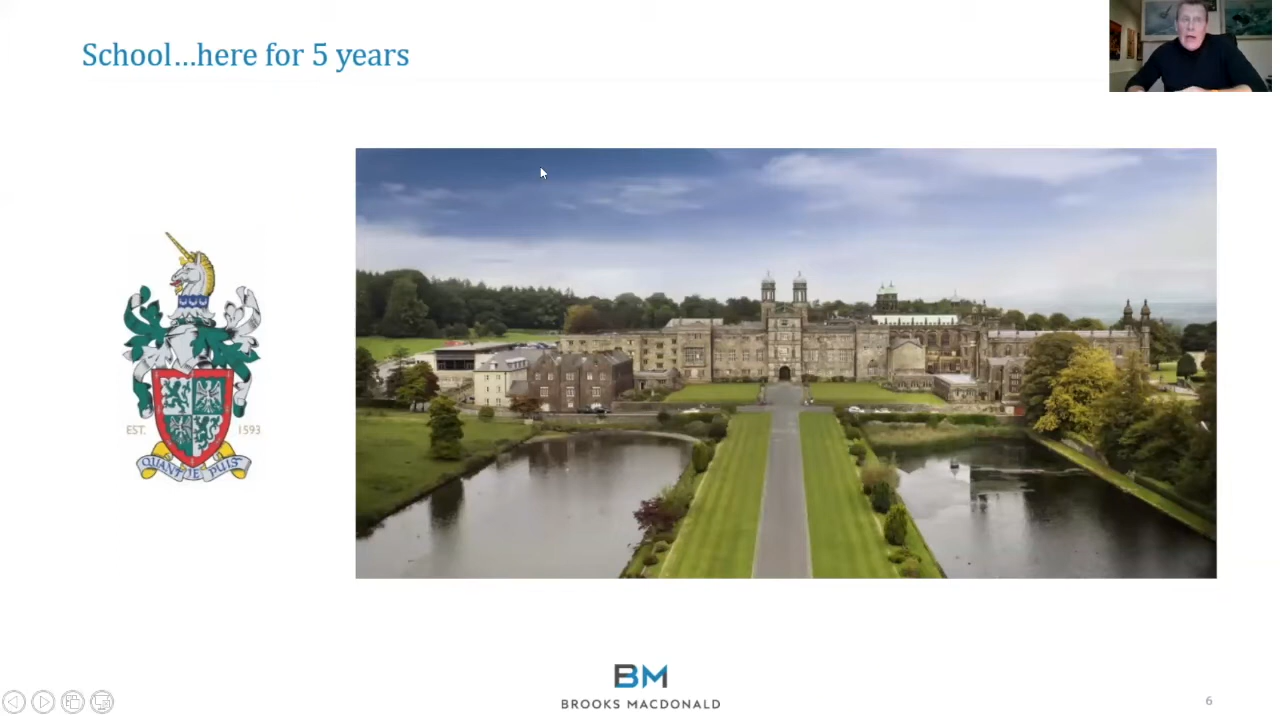 School...here for 5 years
EST. 1593
QUANT JE PUIS
BM
BROOKS MACDONALD
6